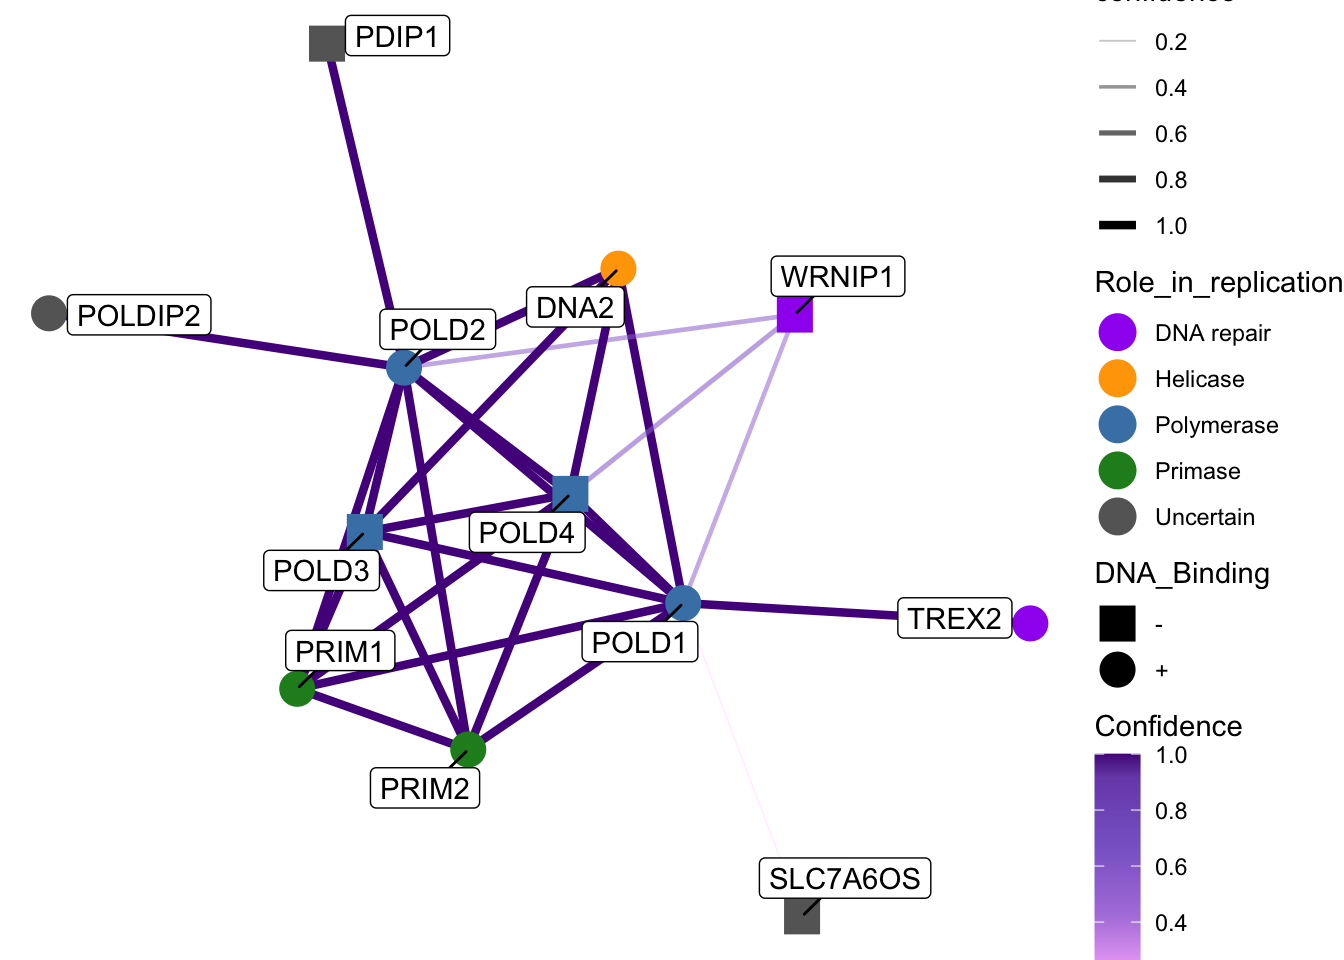 PDIP1
POLDIP2
POLD2
DNA2
WRNIP1
POLD4
POLD3
PRIM1
POLD1
TREX2
PRIM2
SLC7A6OS
0.2
0.4
0.6
0.8
1.0
Role_in_replication
DNA repair
Helicase
Polymerase
Primase
Uncertain
DNA_Binding
-
+
Confidence
1.0
0.8
0.6
0.4